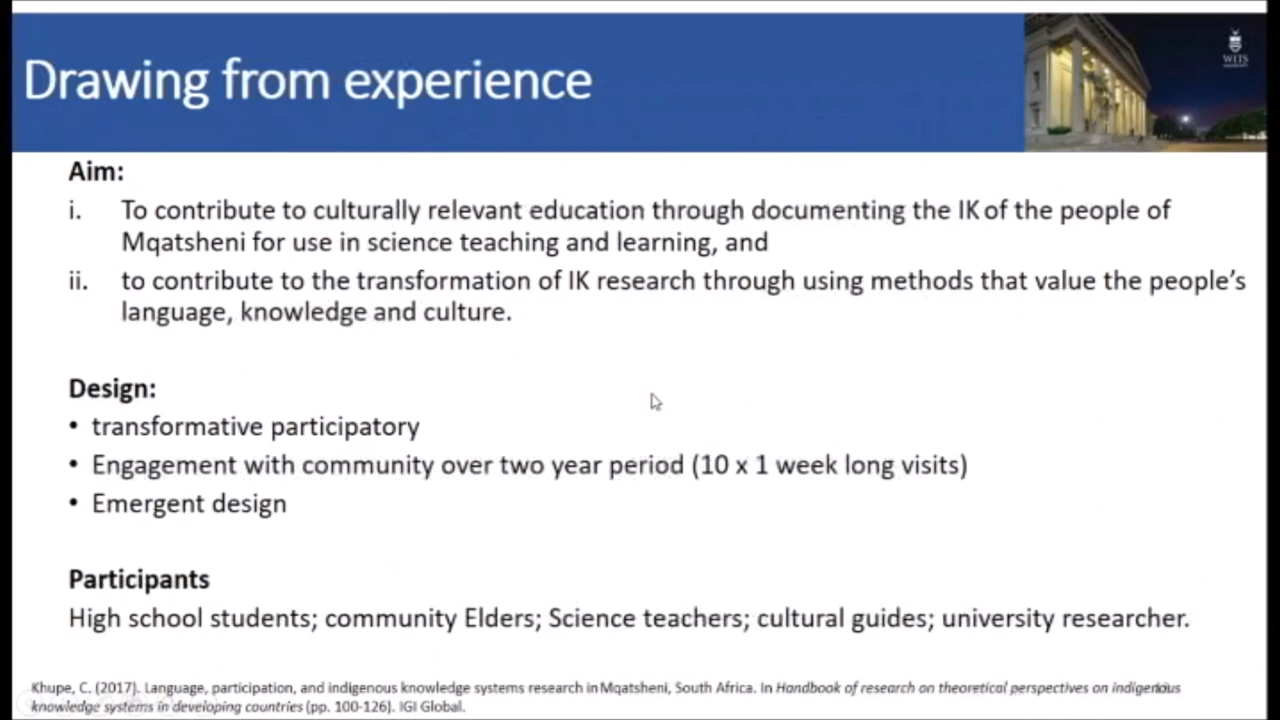 Drawing from experience
WITS
Aim:
i. To contribute to culturally relevant education through documenting the IK of the people of
Mqatsheni for use in science teaching and learning, and
ii. to contribute to the transformation of IK research through using methods that value the people's
language, knowledge and culture.
Design:
• transformative participatory
• Engagement with community over two year period (10 x 1 week long visits)
• Emergent design
Participants
High school students; community Elders; Science teachers; cultural guides; university researcher.
Khupe, C. (2017). Language, participation, and indigenous knowledge systems research in Mqatsheni, South Africa. In Handbook of research on theoretical perspectives on indigenous
knowledge systems in developing countries (pp. 100-126). IGI Global.